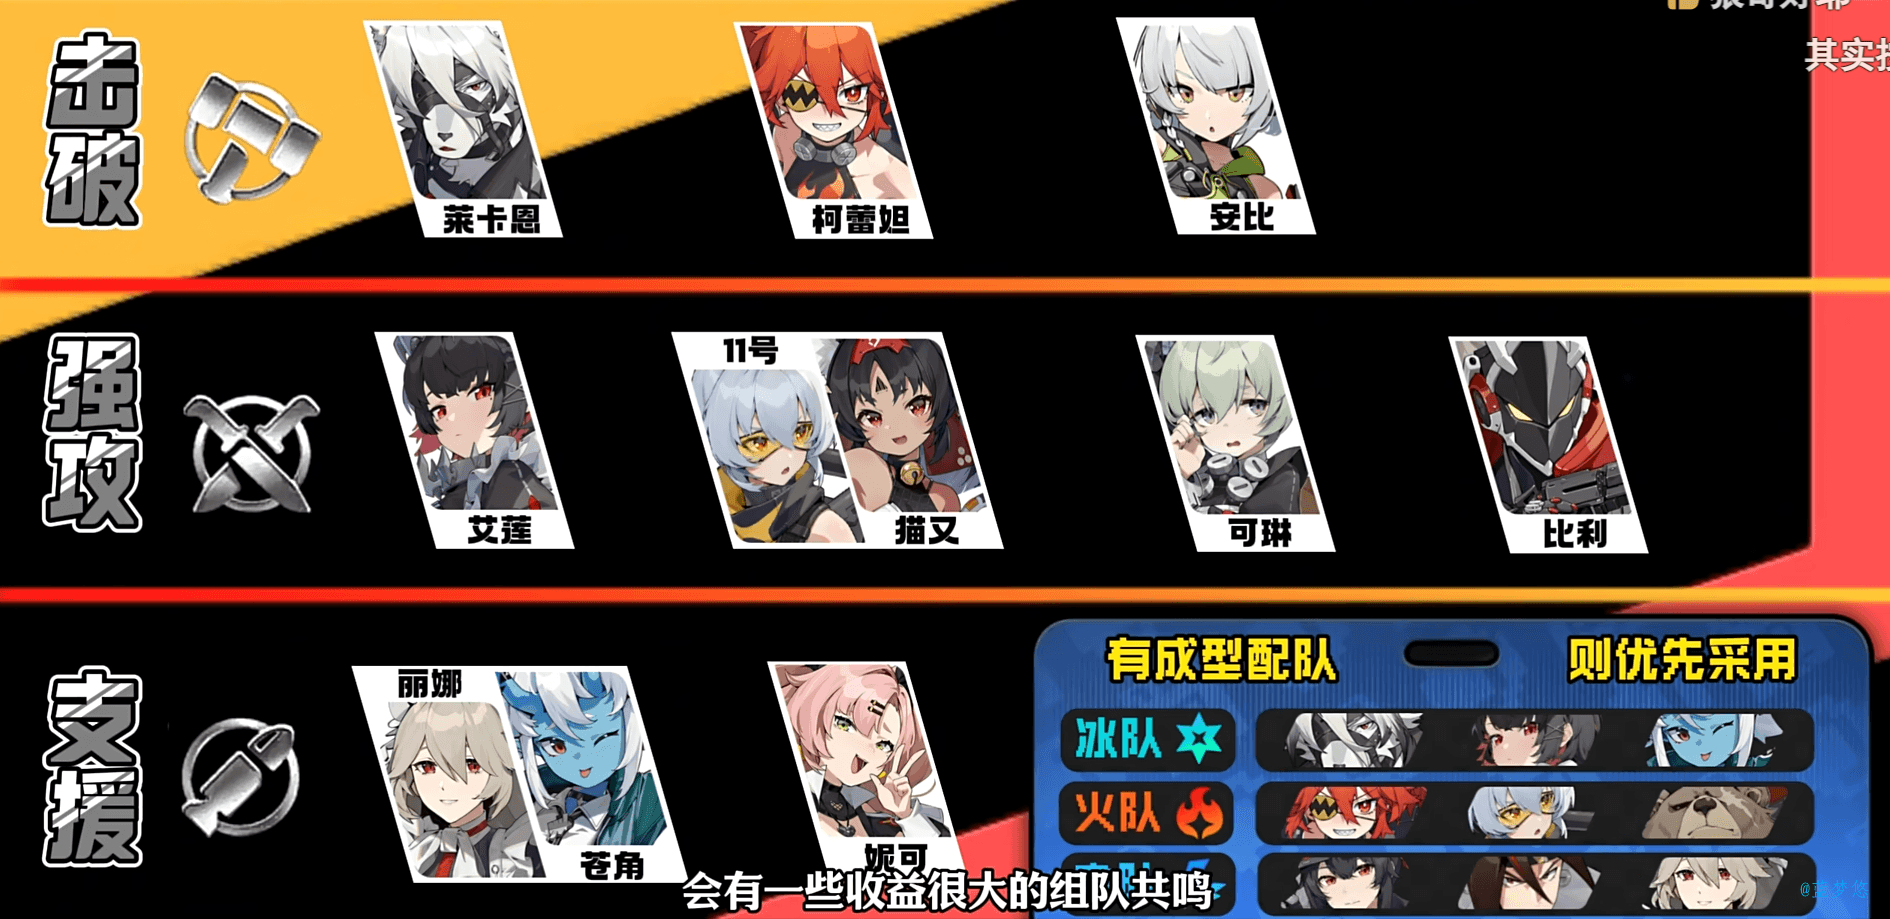 其实
击破
莱卡恩
柯蕾妲
安比
强攻
艾莲
11号
猫又
可琳
比利
支援
丽娜
苍角
妮可
有成型配队
则优先采用
冰队
火队
会有一些收益很大的组队共鸣